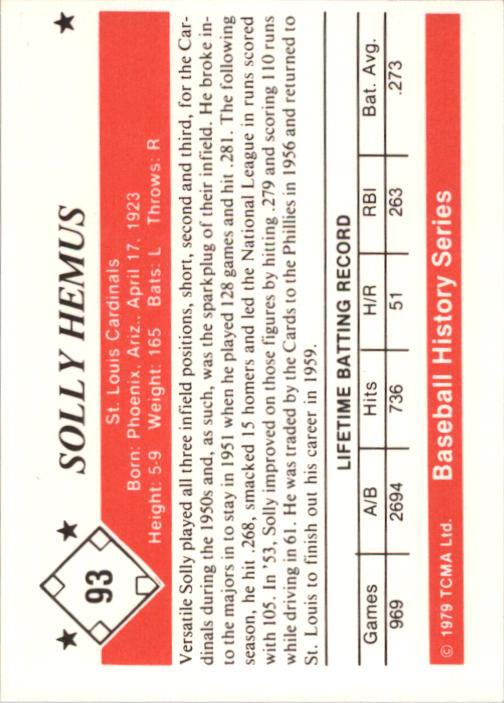 93
SOLLY HEMUS
St. Louis Cardinals
Born: Phoenix, Ariz., April 17, 1923
Height: 5-9 Weight: 165 Bats: L Throws: R
Versatile Solly played all three infield positions, short, second and third, for the Car-
dinals during the 1950s and, as such, was the sparkplug of their infield. He broke in-
to the majors in to stay in 1951 when he played 128 games and hit .281. The following
season, he hit .268, smacked 15 homers and led the National League in runs scored
with 105. In '53, Solly improved on those figures by hitting .279 and scoring 110 runs
while driving in 61. He was traded by the Cards to the Phillies in 1956 and returned to
St. Louis to finish out his career in 1959.
LIFETIME BATTING RECORD
Games A/B Hits H/R RBI Bat. Avg.
969 2694 736 51 263 .273
© 1979 TCMA Ltd. Baseball History Series